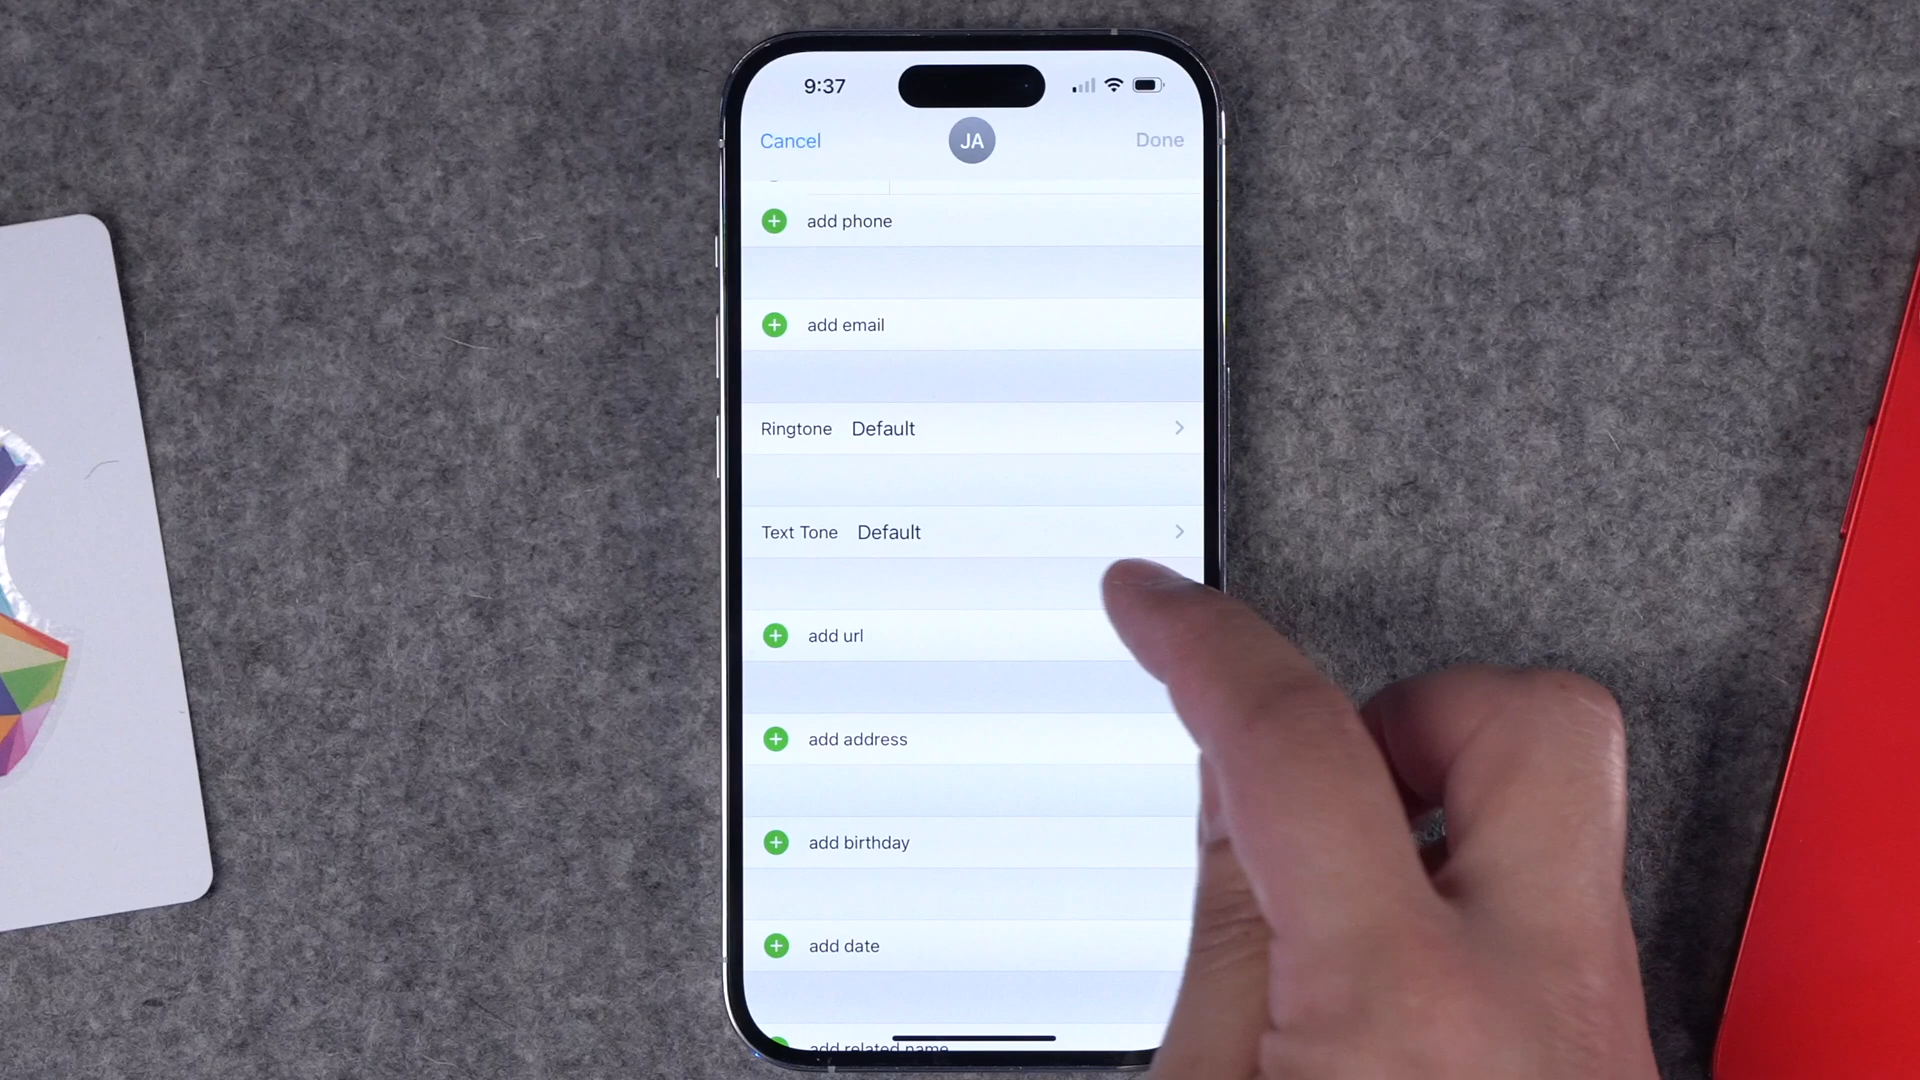 9:37
Cancel JA Done
add phone
add email
Ringtone Default
Text Tone Default
add url
add address
add birthday
add date
add related name